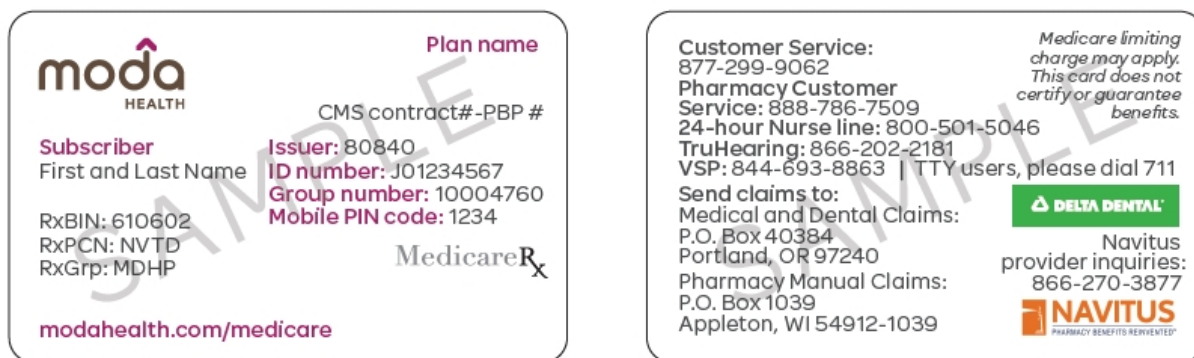 moda
HEALTH
Plan name
CMS contract#-PBP #
Subscriber
First and Last Name
Issuer: 80840
ID number: J01234567
Group number: 10004760
Mobile PIN code: 1234
RxBIN: 610602
RxPCN: NVTD
RxGrp: MDHP
MedicareRx
modahealth.com/medicare
SAMPLE
Customer Service:
877-299-9062
Pharmacy Customer
Service: 888-786-7509
24-hour Nurse line: 800-501-5046
TruHearing: 866-202-2181
VSP: 844-693-8863 | TTY users, please dial 711
Medicare limiting
charge may apply.
This card does not
certify or guarantee
benefits.
Send claims to:
Medical and Dental Claims:
P.O. Box 40384
Portland, OR 97240
Pharmacy Manual Claims:
P.O. Box 1039
Appleton, WI 54912-1039
DELTA DENTAL
Navitus
provider inquiries:
866-270-3877
NAVITUS
PHARMACY BENEFITS REINVENTED
SAMPLE